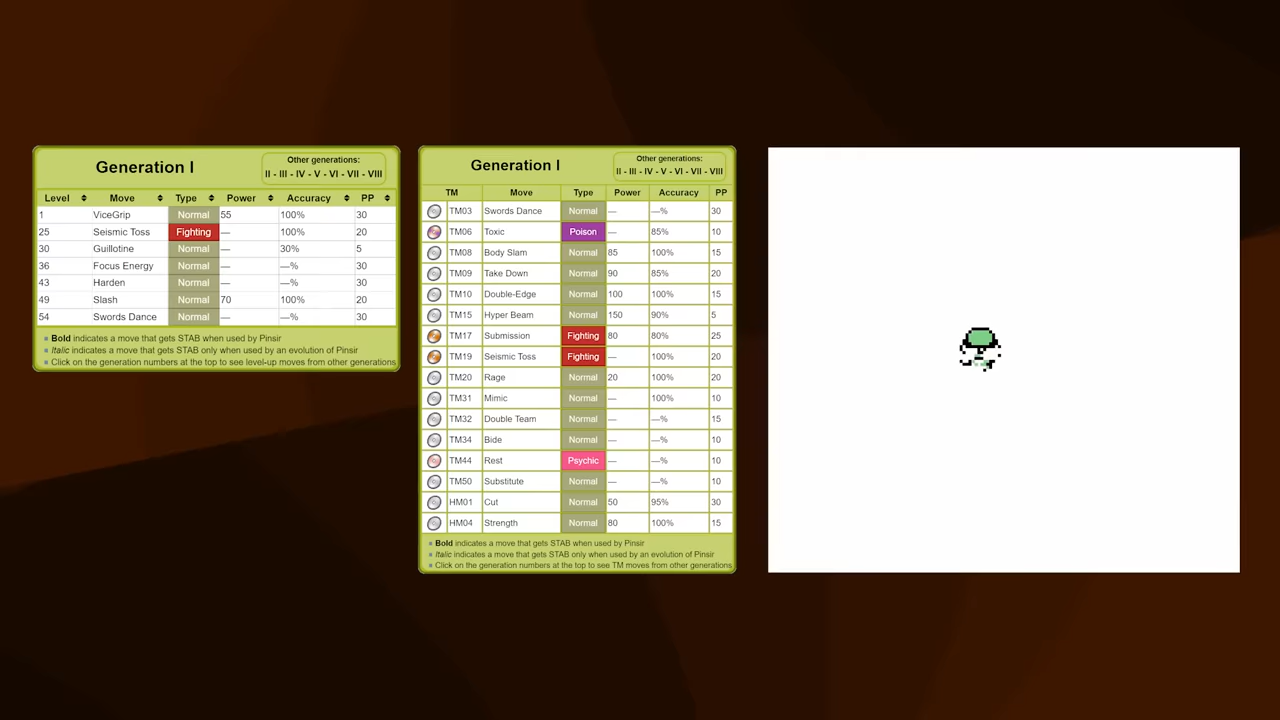 Generation I
Other generations:
II - III - IV - V - VI - VII - VIII
Level Move Type Power Accuracy PP
1 ViceGrip Normal 55 100% 30
25 Seismic Toss Fighting — 100% 20
30 Guillotine Normal — 30% 5
36 Focus Energy Normal — —% 30
43 Harden Normal — —% 30
49 Slash Normal 70 100% 20
54 Swords Dance Normal — —% 30
Bold indicates a move that gets STAB when used by Pinsir
Italic indicates a move that gets STAB only when used by an evolution of Pinsir
Click on the generation numbers at the top to see level-up moves from other generations
Generation I
Other generations:
II - III - IV - V - VI - VII - VIII
TM Move Type Power Accuracy PP
TM03 Swords Dance Normal — —% 30
TM06 Toxic Poison — 85% 10
TM08 Body Slam Normal 85 100% 15
TM09 Take Down Normal 90 85% 20
TM10 Double-Edge Normal 100 100% 15
TM15 Hyper Beam Normal 150 90% 5
TM17 Submission Fighting 80 80% 25
TM19 Seismic Toss Fighting — 100% 20
TM20 Rage Normal 20 100% 20
TM31 Mimic Normal — 100% 10
TM32 Double Team Normal — —% 15
TM34 Bide Normal — —% 10
TM44 Rest Psychic — —% 10
TM50 Substitute Normal — —% 10
HM01 Cut Normal 50 95% 30
HM04 Strength Normal 80 100% 15
Bold indicates a move that gets STAB when used by Pinsir
Italic indicates a move that gets STAB only when used by an evolution of Pinsir
Click on the generation numbers at the top to see TM moves from other generations